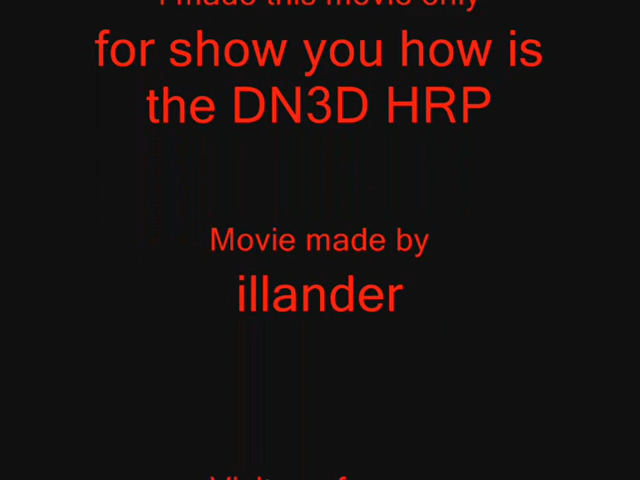 I made this movie only
for show you how is
the DN3D HRP
Movie made by
illander